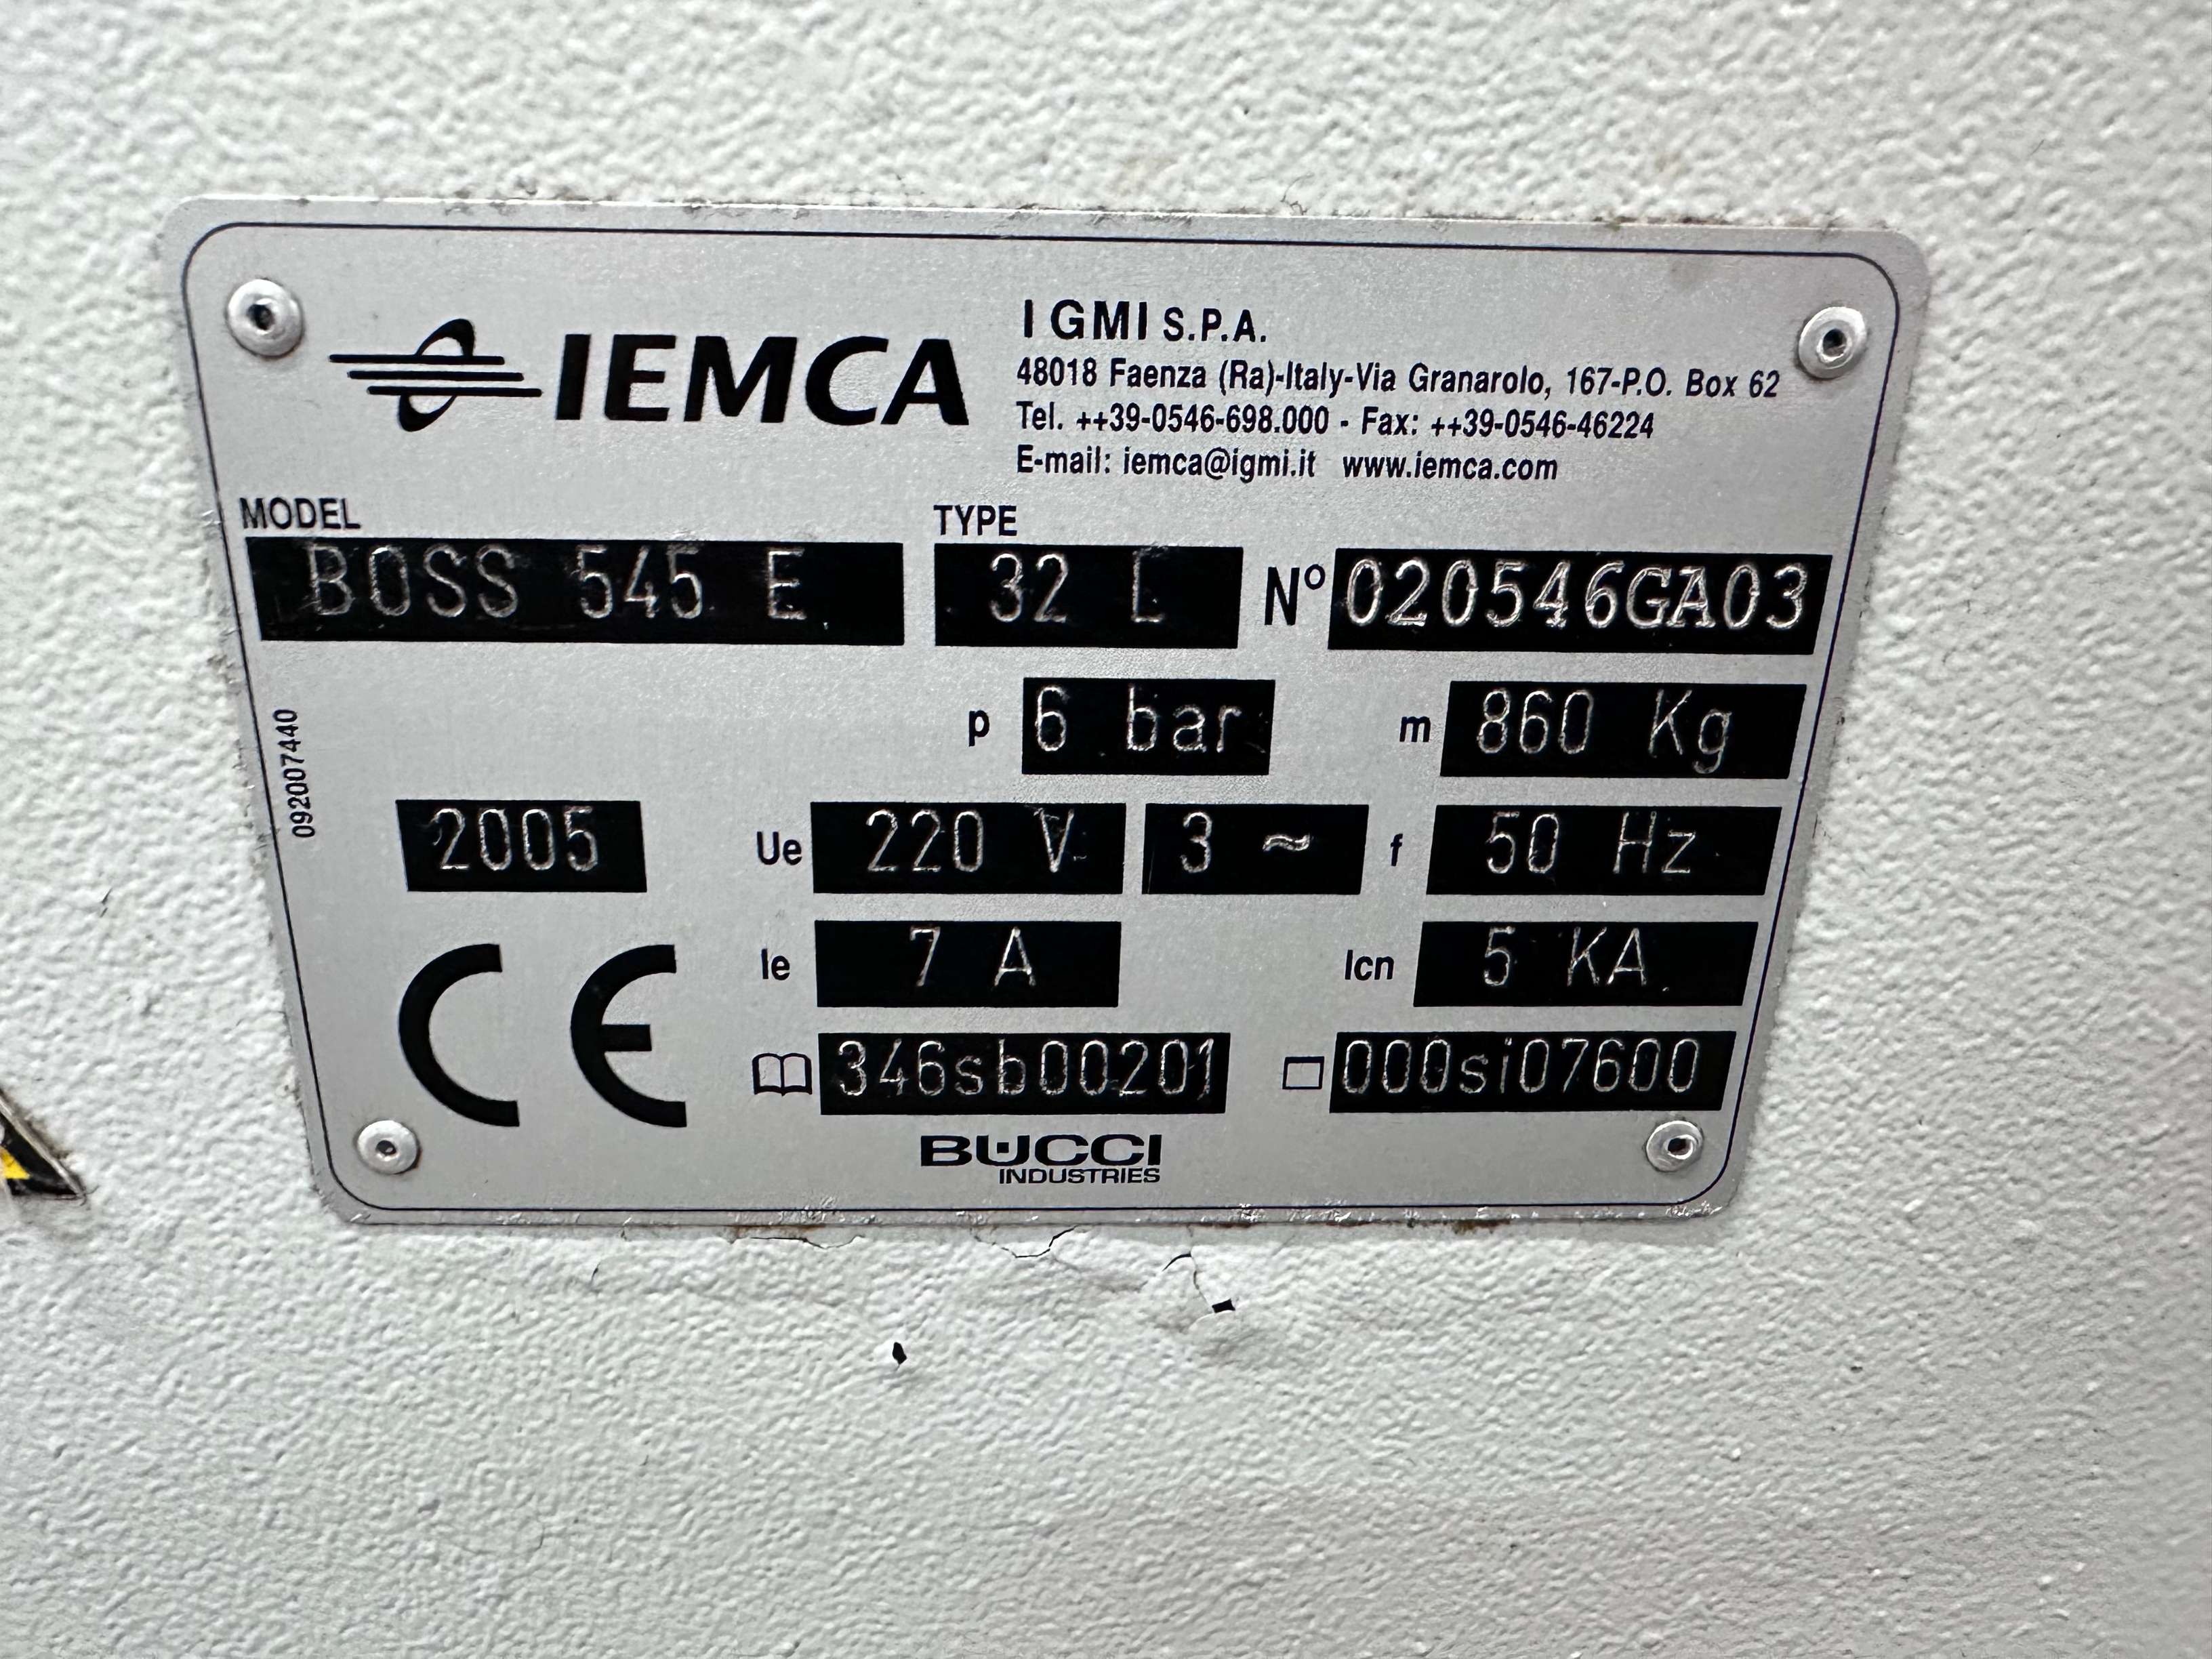 IEMCA
I GMI S.P.A.
48018 Faenza (Ra)-Italy-Via Granarolo, 167-P.O. Box 62
Tel. ++39-0546-698.000 - Fax: ++39-0546-46224
E-mail: iemca@igmi.it www.iemca.com
MODEL TYPE
BOSS 545 E 32 L Nº 020546GA03
p 6 bar m 860 Kg
092007440
2005 Ue 220 V 3 ~ f 50 Hz
Ie 7 A Icn 5 KA
CE
346sb00201 000si07600
BUCCI
INDUSTRIES